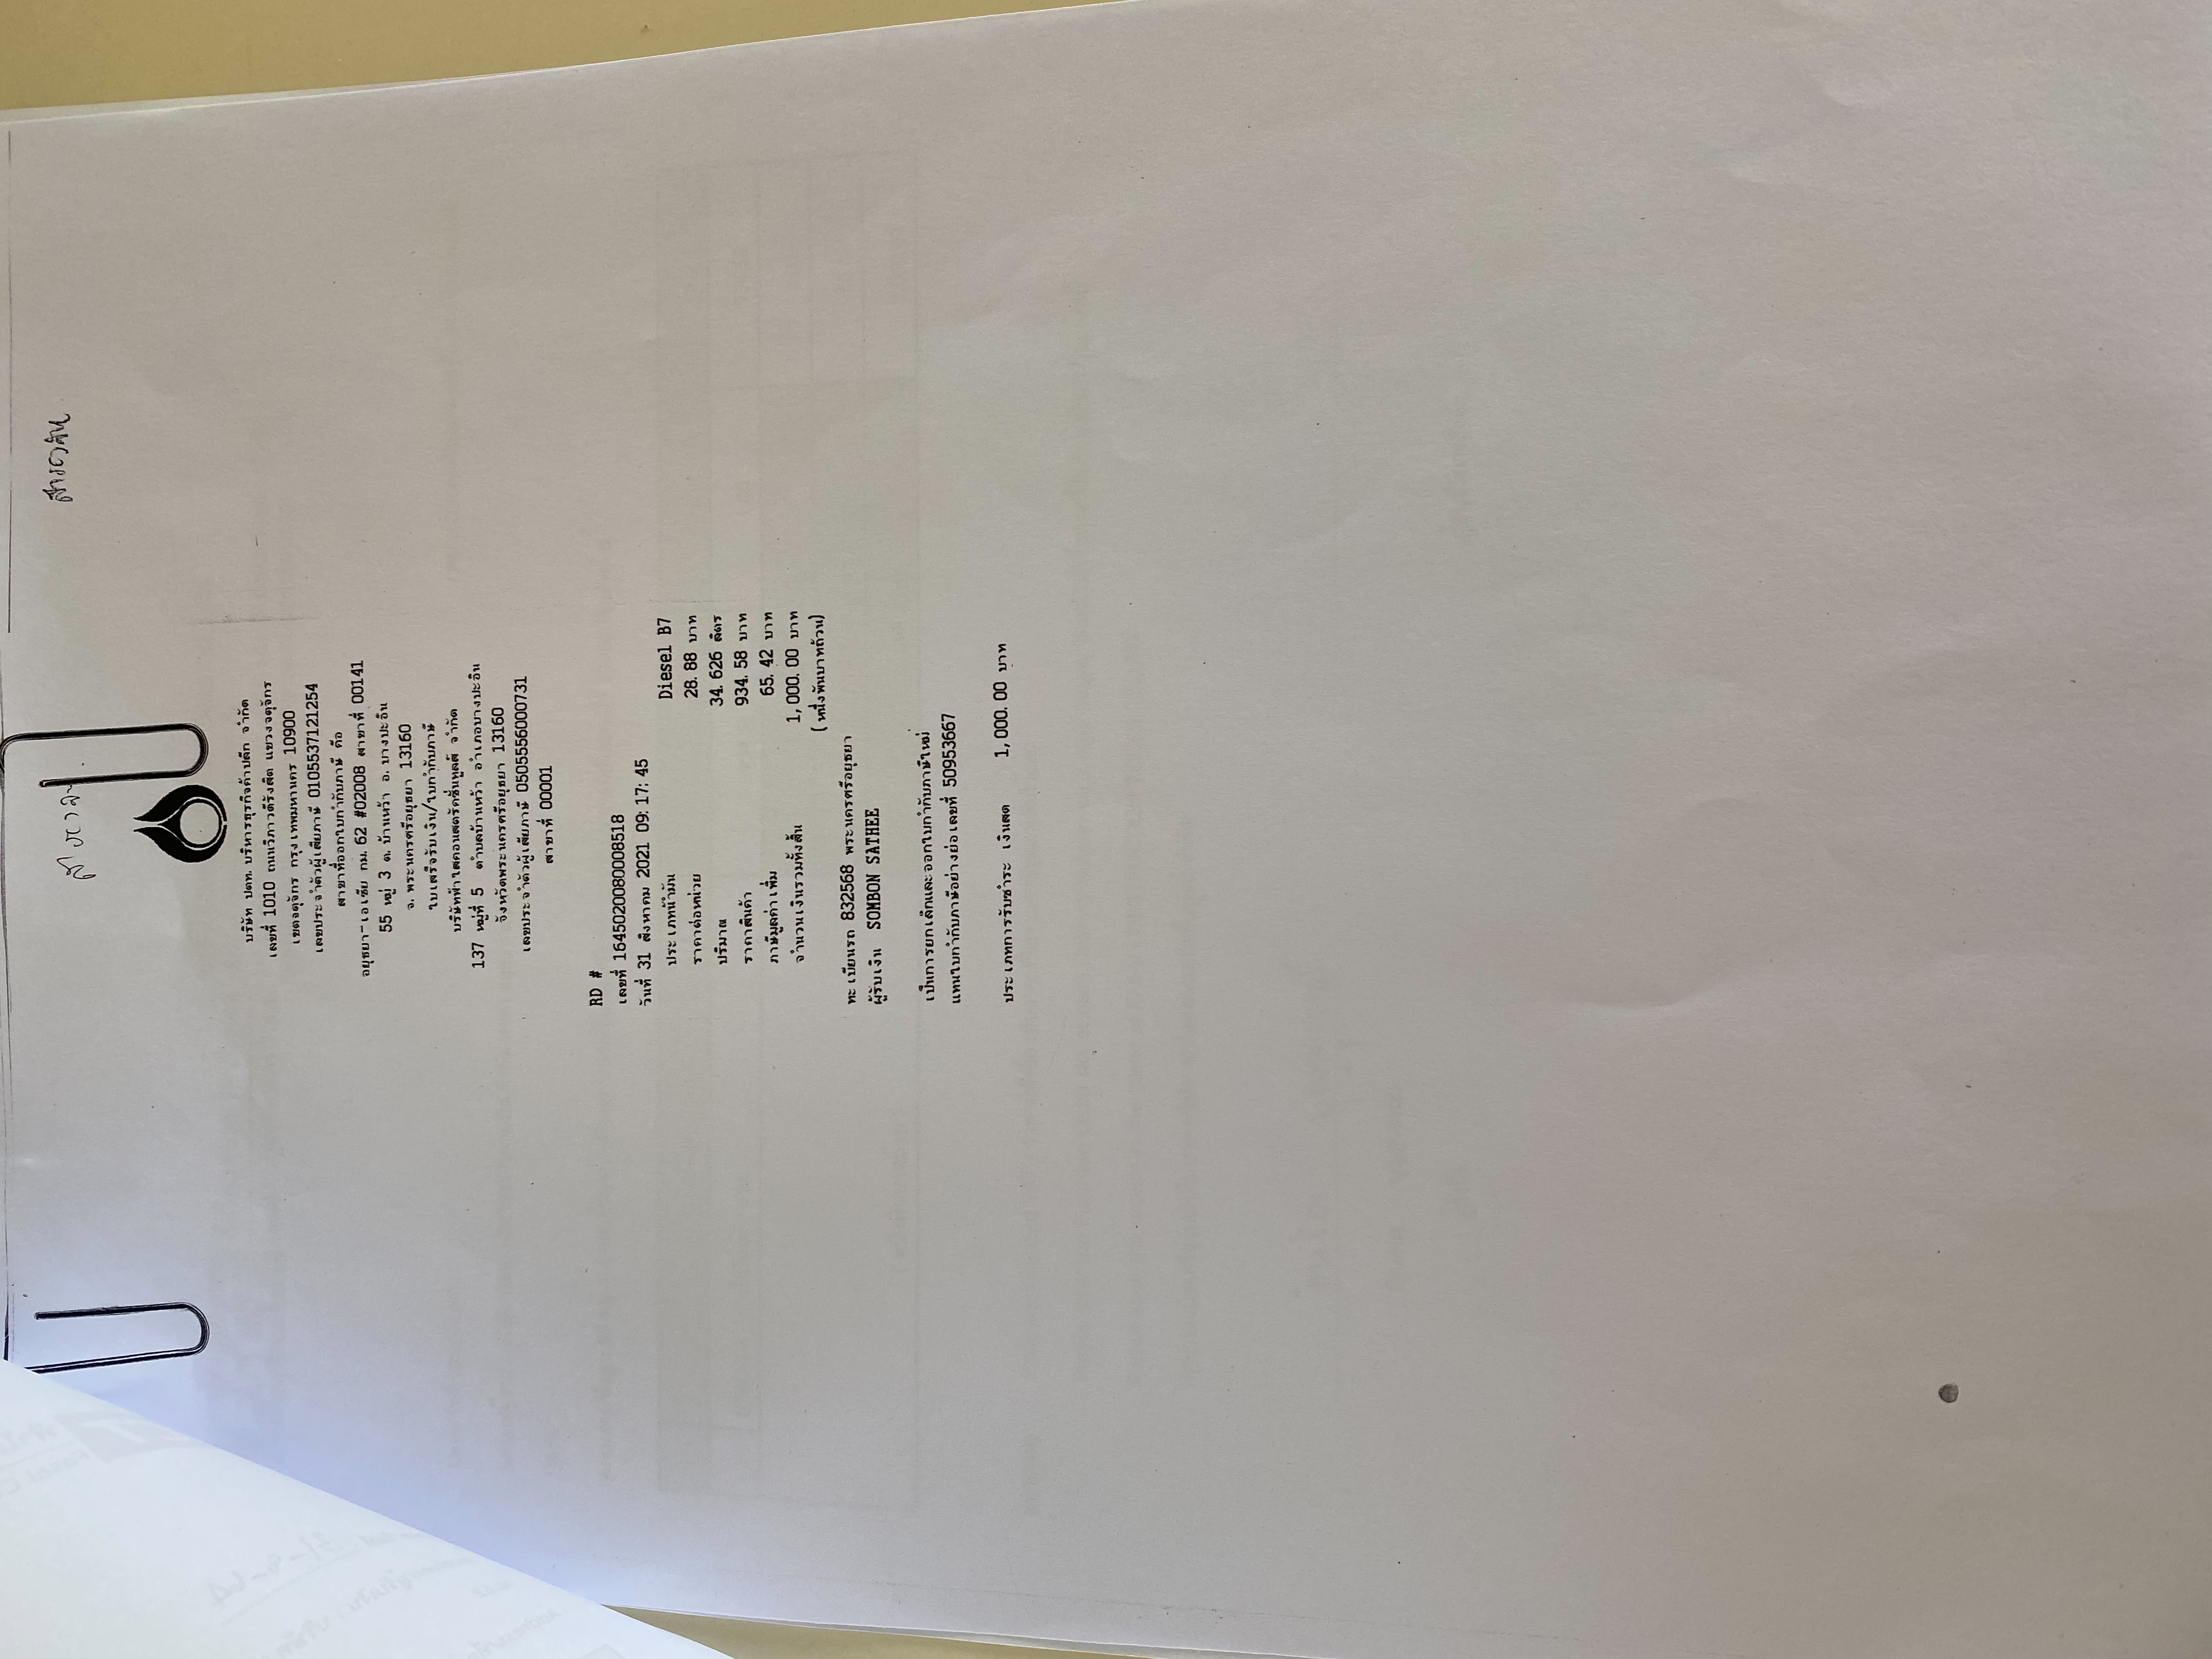 บริษัท ปตท. บริหารธุรกิจค้าปลีก จำกัด
เลขที่ 1010 ถนนวิภาวดีรังสิต แขวงจตุจักร
เขตจตุจักร กรุงเทพมหานคร 10900
เลขประจำตัวผู้เสียภาษี 0105537121254
สาขาที่ออกใบกำกับภาษี คือ
อยุธยา-เอเซีย กม. 62 #02008 สาขาที่ 00141
55 หมู่ 3 ต. บ้านหว้า อ. บางปะอิน
จ. พระนครศรีอยุธยา 13160
ใบเสร็จรับเงิน/ใบกำกับภาษี
บริษัทฟ้าใสคอนสตรัคชั่นทูลส์ จำกัด
137 หมู่ที่ 5 ตำบลบ้านหว้า อำเภอบางปะอิน
จังหวัดพระนครศรีอยุธยา 13160
เลขประจำตัวผู้เสียภาษี 0505556000731
สาขาที่ 00001
RD #
เลขที่ 1645020080008518
วันที่ 31 สิงหาคม 2021 09:17:45
ประเภทน้ำมัน Diesel B7
ราคาต่อหน่วย 28.88 บาท
ปริมาณ 34.626 ลิตร
ราคาสินค้า 934.58 บาท
ภาษีมูลค่าเพิ่ม 65.42 บาท
จำนวนเงินรวมทั้งสิ้น 1,000.00 บาท
(หนึ่งพันบาทถ้วน)
ทะเบียนรถ 832568 พระนครศรีอยุธยา
ผู้รับเงิน SOMBON SATHEE
เป็นการยกเลิกและออกใบกำกับภาษีใหม่
แทนใบกำกับภาษีอย่างย่อเลขที่ 50953667
ประเภทการรับชำระ เงินสด 1,000.00 บาท